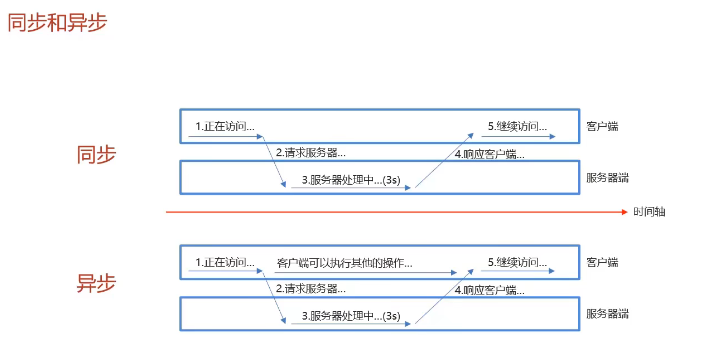 同步和异步
同步
1.正在访问...
5.继续访问...
客户端
2.请求服务器...
4.响应客户端...
3.服务器处理中...(3s)
服务器端
时间轴
异步
1.正在访问...
客户端可以执行其他的操作...
5.继续访问...
客户端
2.请求服务器...
4.响应客户端...
3.服务器处理中...(3s)
服务器端